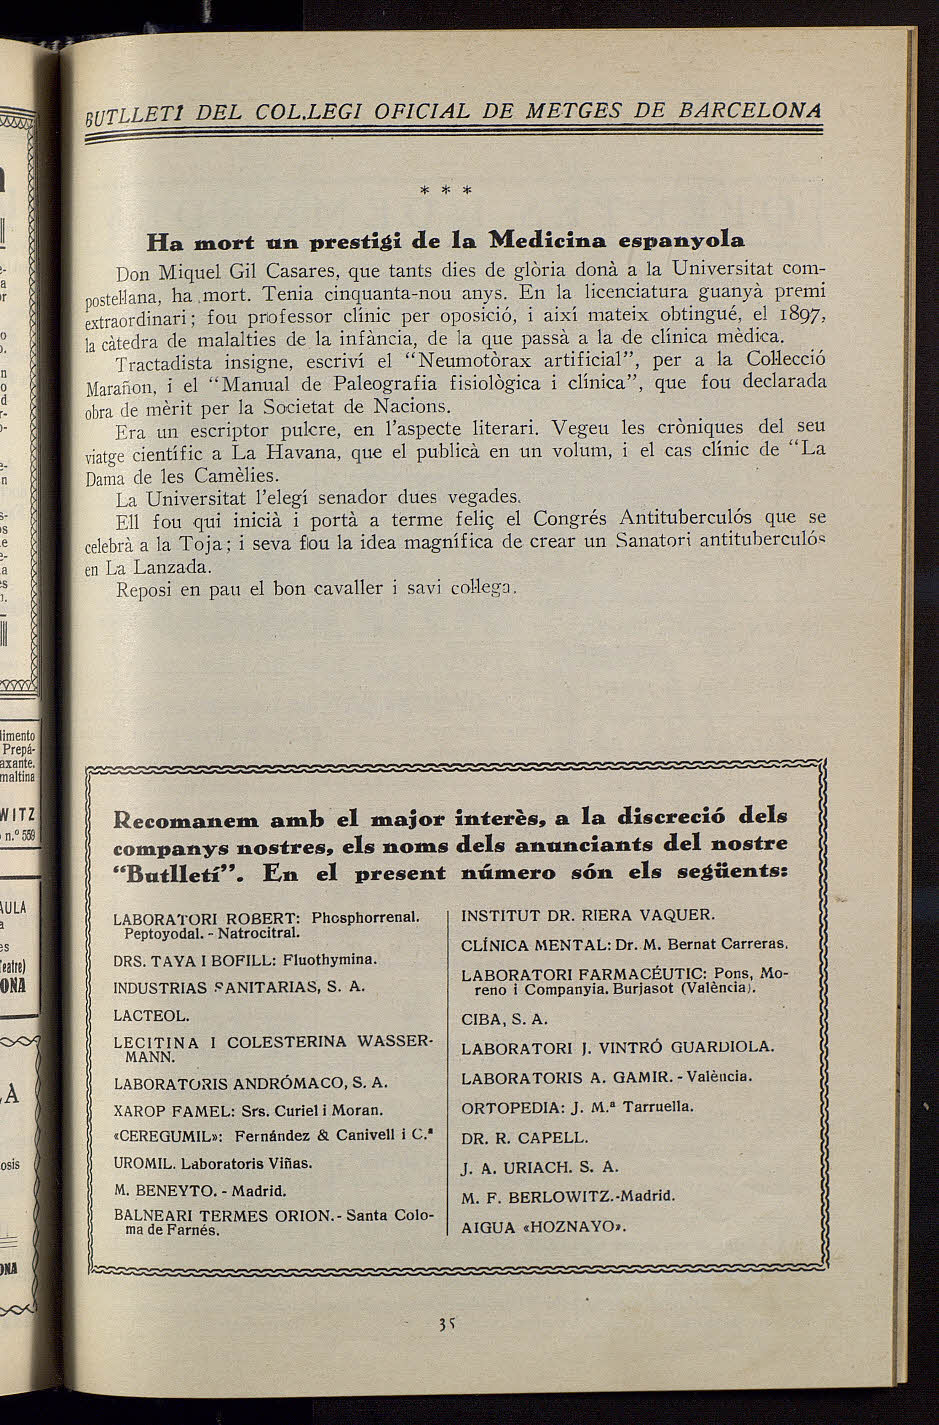 BUTLLETÍ DEL COL.LEGI OFICIAL DE METGES DE BARCELONA
* * *
Ha mort un prestigi de la Medicina espanyola
Don Miquel Gil Casares, que tants dies de glòria donà a la Universitat com-
postel·lana, ha mort. Tenia cinquanta-nou anys. En la licenciatura guanyà premi
extraordinari; fou professor clínic per oposició, i així mateix obtingué, el 1897,
la càtedra de malalties de la infància, de la que passà a la de clínica mèdica.
Tractadista insigne, escriví el “Neumotòrax artificial”, per a la Col·lecció
Marañon, i el “Manual de Paleografia fisiològica i clínica”, que fou declarada
obra de mèrit per la Societat de Nacions.
Era un escriptor pulcre, en l'aspecte literari. Vegeu les cròniques del seu
viatge científic a La Havana, que el publicà en un volum, i el cas clínic de “La
Dama de les Camèlies.
La Universitat l'elegí senador dues vegades.
Ell fou qui inicià i portà a terme feliç el Congrés Antituberculós que se
celebrà a la Toja; i seva fou la idea magnífica de crear un Sanatori antituberculós
en La Lanzada.
Reposi en pau el bon cavaller i savi col·lega.
Recomanem amb el major interès, a la discreció dels
companys nostres, els noms dels anunciants del nostre
“Butlletí”. En el present número són els següents:
LABORATORI ROBERT: Phosphorrenal.
Peptoyodal. - Natrocitral.
DRS. TAYA I BOFILL: Fluothymina.
INDUSTRIAS SANITARIAS, S. A.
LACTEOL.
LECITINA I COLESTERINA WASSER-
MANN.
LABORATORIS ANDRÓMACO, S. A.
XAROP FAMEL: Srs. Curiel i Moran.
«CEREGUMIL»: Fernández & Canivell i C.ª
UROMIL. Laboratoris Viñas.
M. BENEYTO. - Madrid.
BALNEARI TERMES ORION. - Santa Colo-
ma de Farnés.
INSTITUT DR. RIERA VAQUER.
CLÍNICA MENTAL: Dr. M. Bernat Carreras.
LABORATORI FARMACÉUTIC: Pons, Mo-
reno i Companyia. Burjasot (València).
CIBA, S. A.
LABORATORI J. VINTRÓ GUARDIOLA.
LABORATORIS A. GAMIR. - València.
ORTOPEDIA: J. M.ª Tarruella.
DR. R. CAPELL.
J. A. URIACH. S. A.
M. F. BERLOWITZ.-Madrid.
AIGUA «HOZNAYO».
35